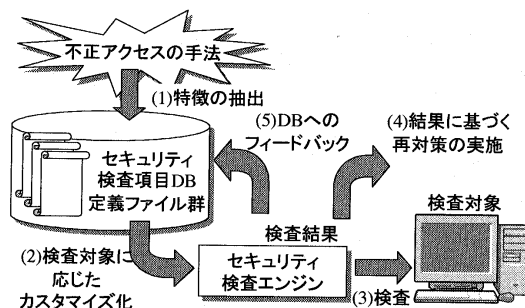 不正アクセスの手法
(1)特徴の抽出
(5)DBへの
フィードバック
(4)結果に基づく
再対策の実施
セキュリティ
検査項目DB
定義ファイル群
検査対象
検査結果
(2)検査対象に
応じた
カスタマイズ化
セキュリティ
検査エンジン
(3)検査